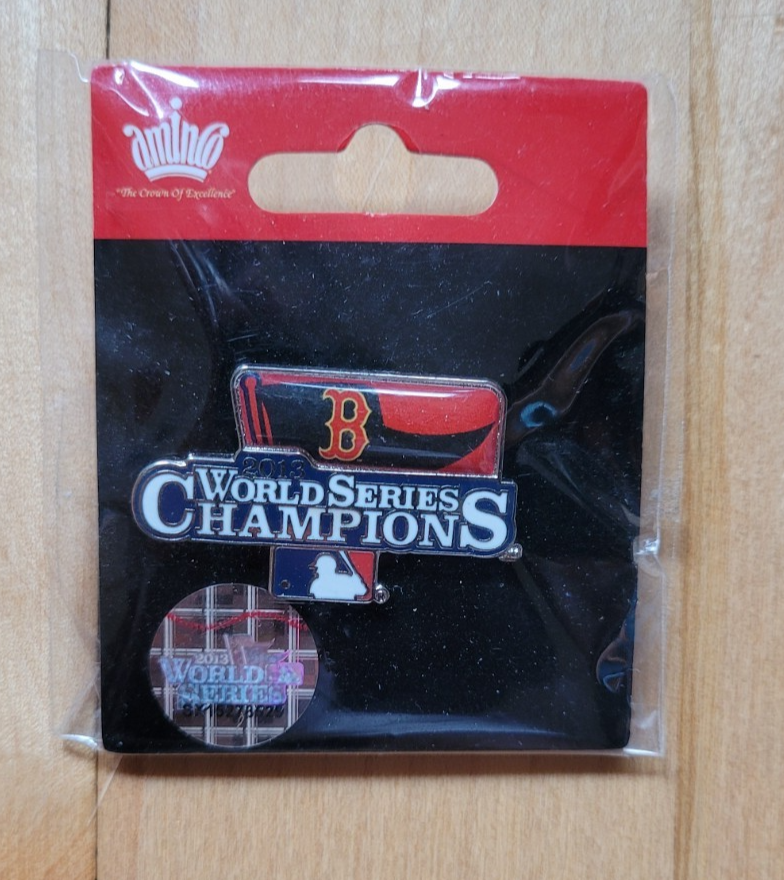 aminco
"The Crown Of Excellence"
B
2013
WORLD SERIES
CHAMPIONS
2013
WORLD
SERIES